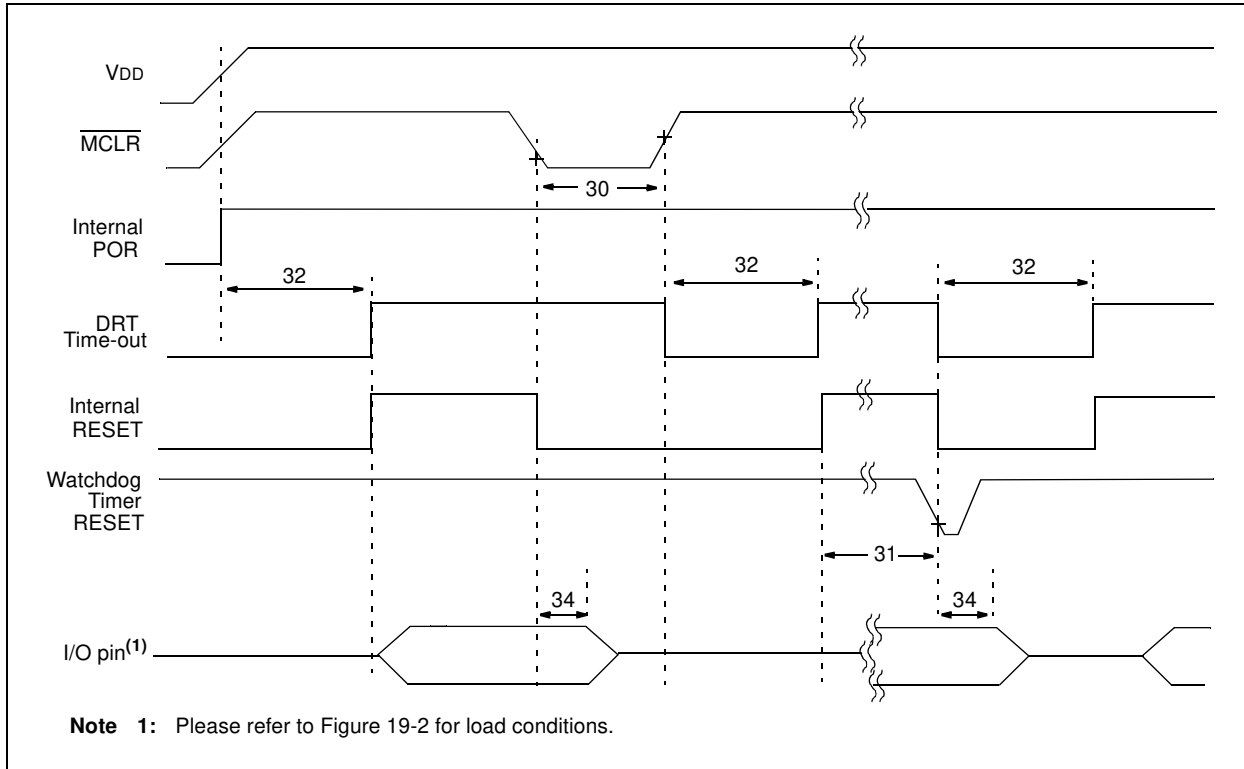 VDD
MCLR
30
Internal
POR
32
32
32
DRT
Time-out
Internal
RESET
Watchdog
Timer
RESET
31
34
34
I/O pin(1)
Note 1: Please refer to Figure 19-2 for load conditions.